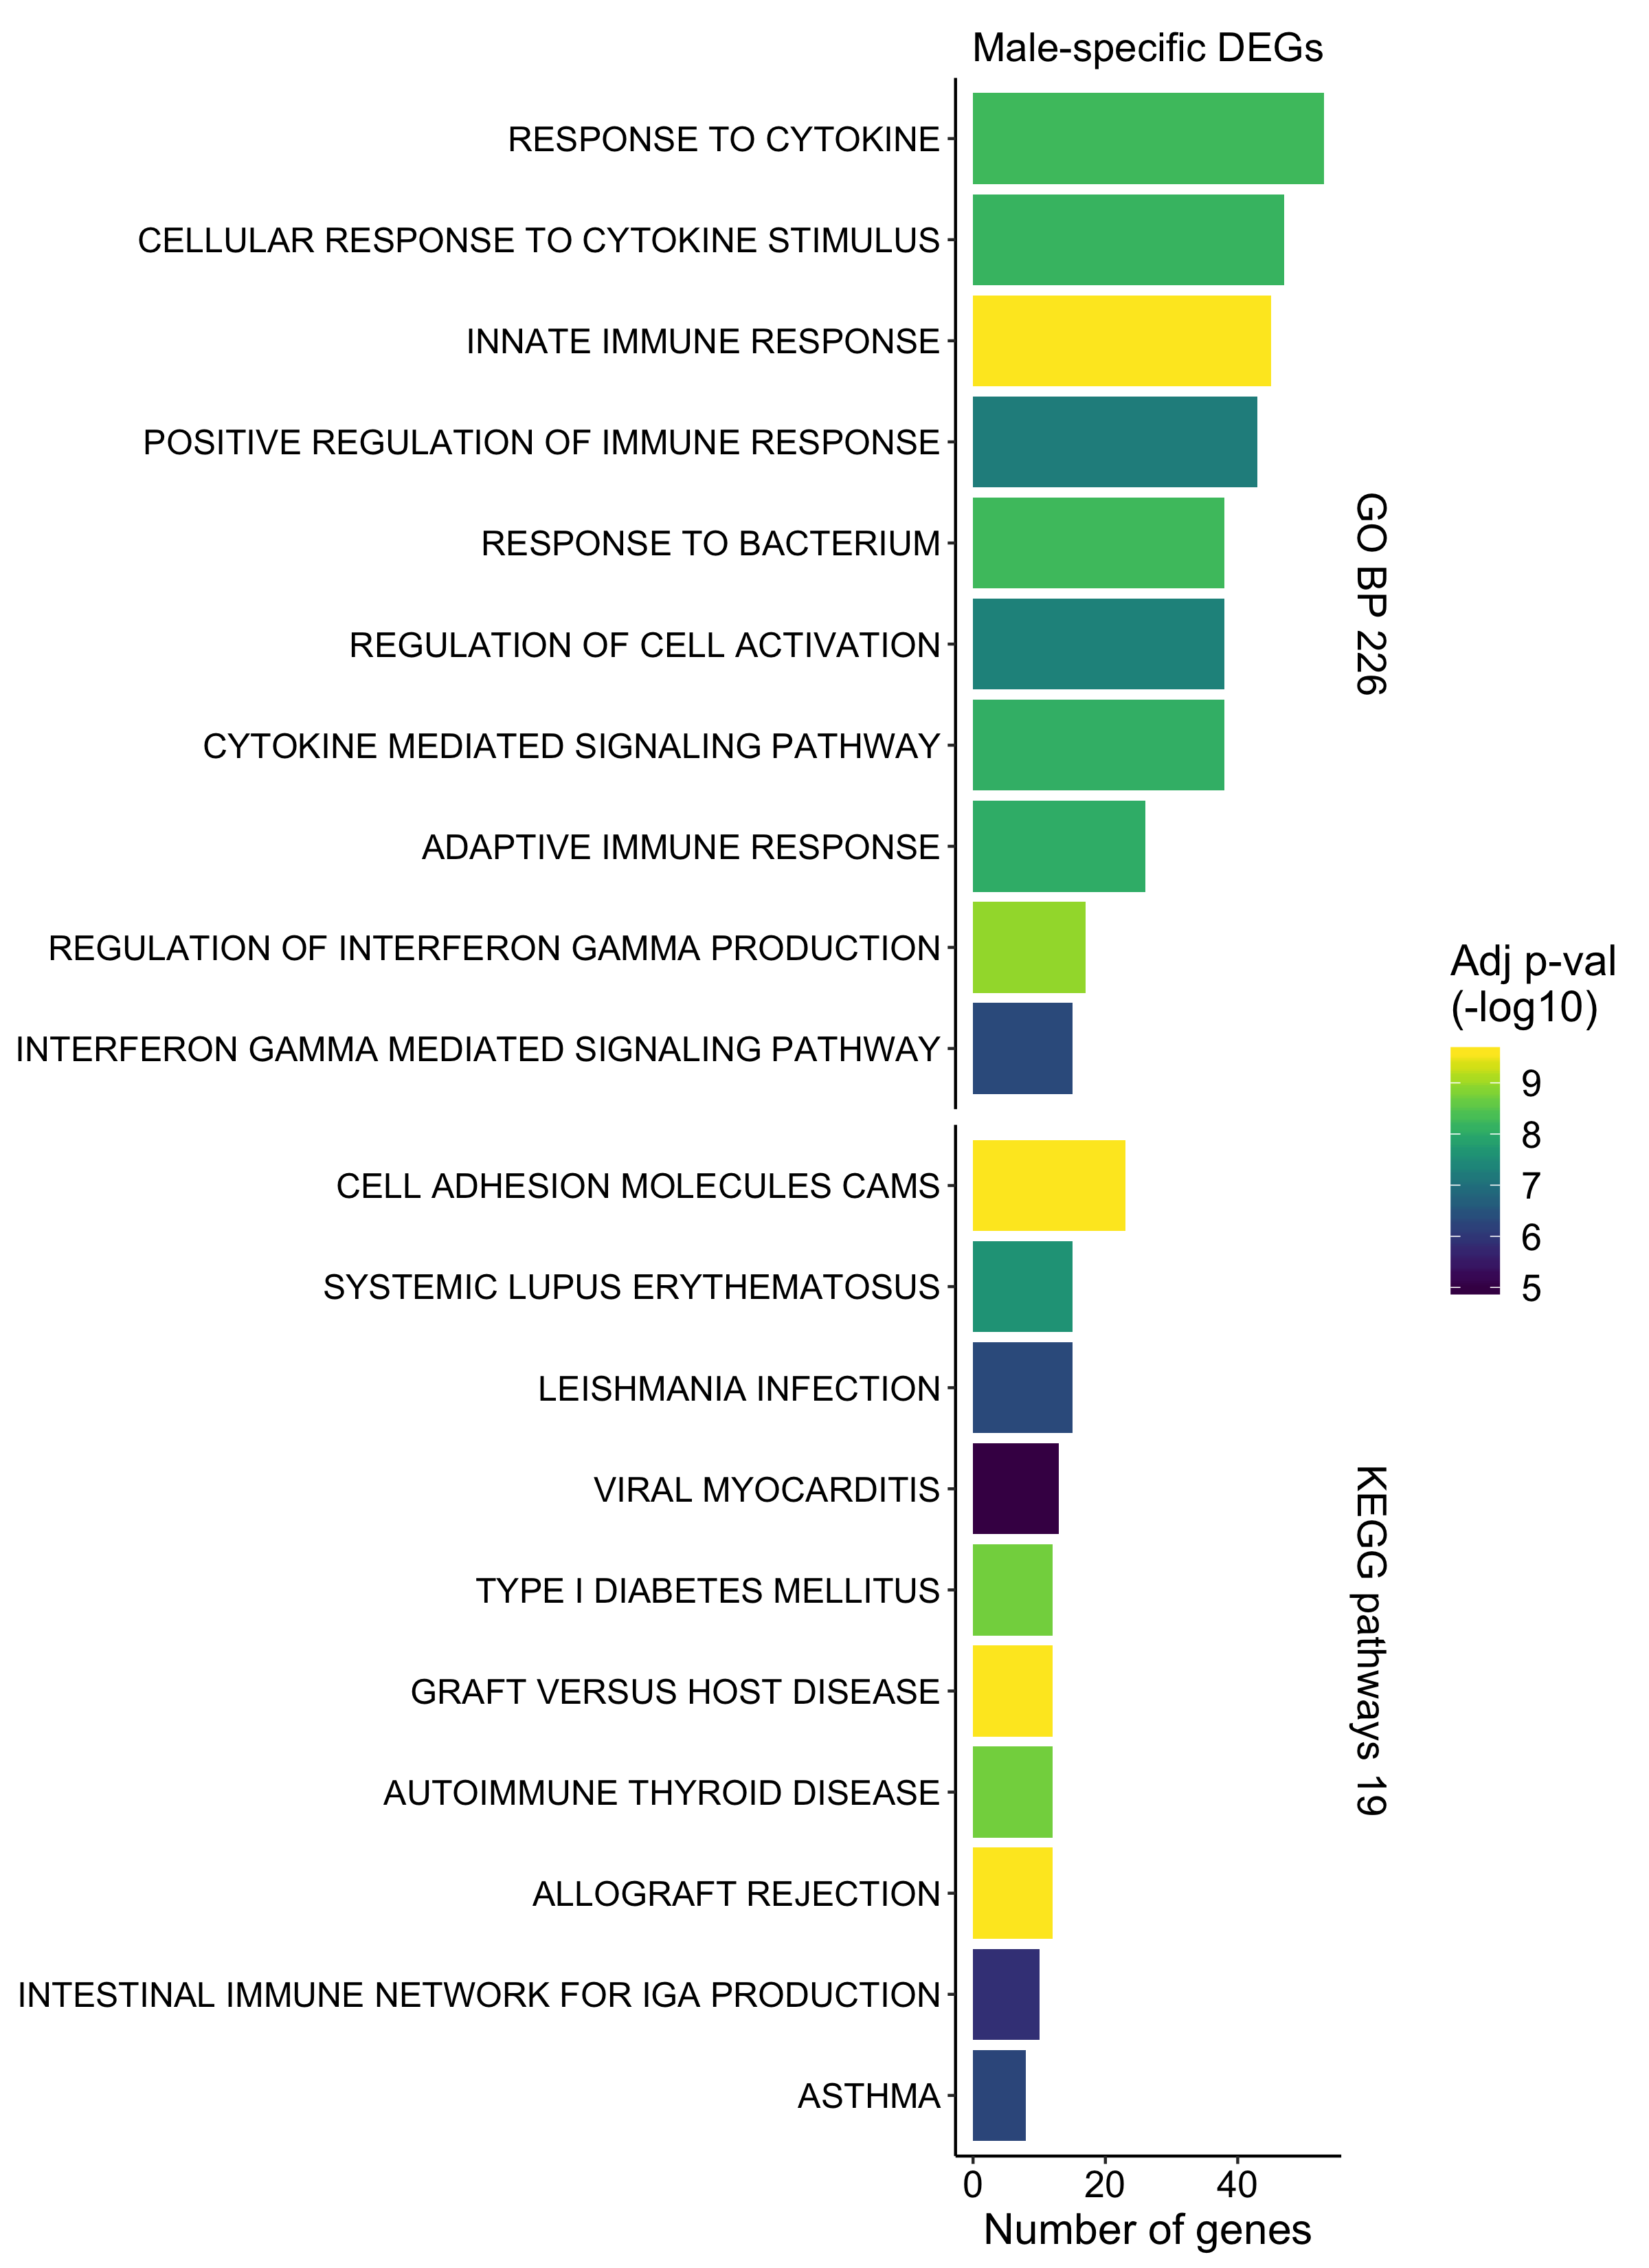 Male-specific DEGs
RESPONSE TO CYTOKINE
CELLULAR RESPONSE TO CYTOKINE STIMULUS
INNATE IMMUNE RESPONSE
POSITIVE REGULATION OF IMMUNE RESPONSE
RESPONSE TO BACTERIUM
REGULATION OF CELL ACTIVATION
CYTOKINE MEDIATED SIGNALING PATHWAY
ADAPTIVE IMMUNE RESPONSE
REGULATION OF INTERFERON GAMMA PRODUCTION
INTERFERON GAMMA MEDIATED SIGNALING PATHWAY
GO BP 226
CELL ADHESION MOLECULES CAMS
SYSTEMIC LUPUS ERYTHEMATOSUS
LEISHMANIA INFECTION
VIRAL MYOCARDITIS
TYPE I DIABETES MELLITUS
GRAFT VERSUS HOST DISEASE
AUTOIMMUNE THYROID DISEASE
ALLOGRAFT REJECTION
INTESTINAL IMMUNE NETWORK FOR IGA PRODUCTION
ASTHMA
KEGG pathways 19
0 20 40
Number of genes
Adj p-val
(-log10)
9
8
7
6
5